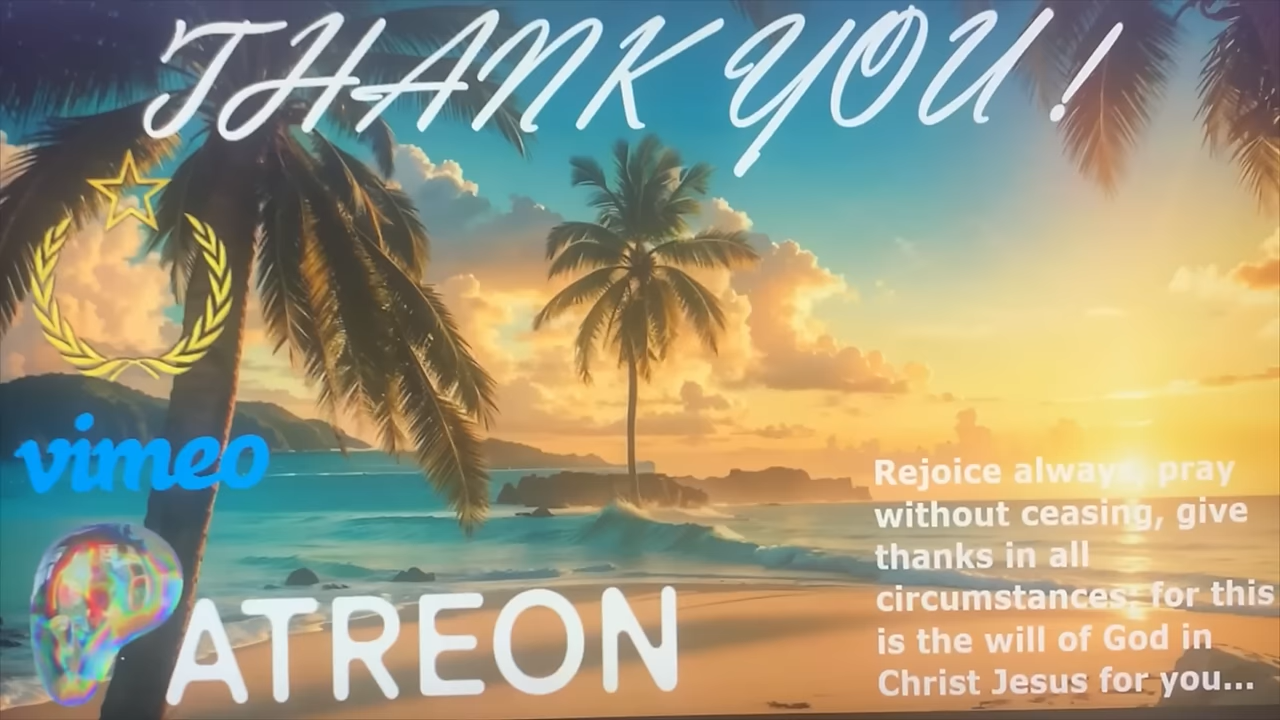 THANK YOU!
vimeo
PATREON
Rejoice always, pray
without ceasing, give
thanks in all
circumstances; for this
is the will of God in
Christ Jesus for you...